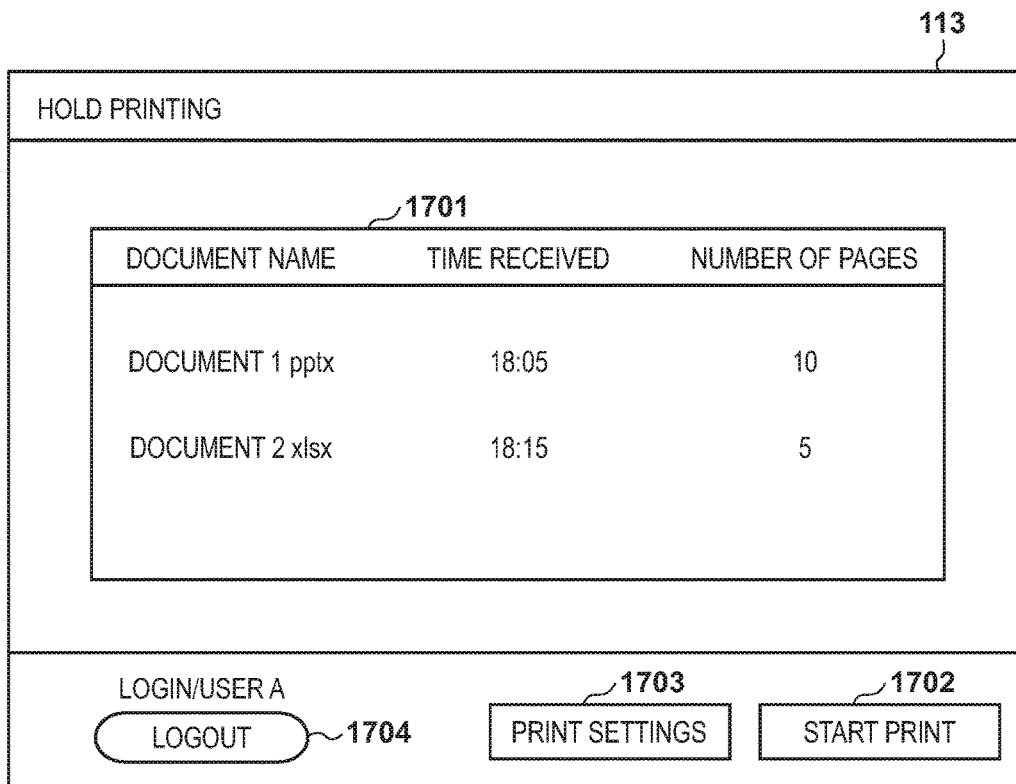 113
HOLD PRINTING
1701
DOCUMENT NAME TIME RECEIVED NUMBER OF PAGES
DOCUMENT 1 pptx 18:05 10
DOCUMENT 2 xlsx 18:15 5
LOGIN/USER A 1703 1702
LOGOUT 1704 PRINT SETTINGS START PRINT